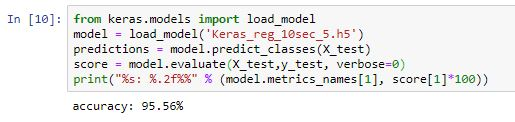 In [10]: from keras.models import load_model
model = load_model('Keras_reg_10sec_5.h5')
predictions = model.predict_classes(X_test)
score = model.evaluate(X_test,y_test, verbose=0)
print("%s: %.2f%%" % (model.metrics_names[1], score[1]*100))
accuracy: 95.56%